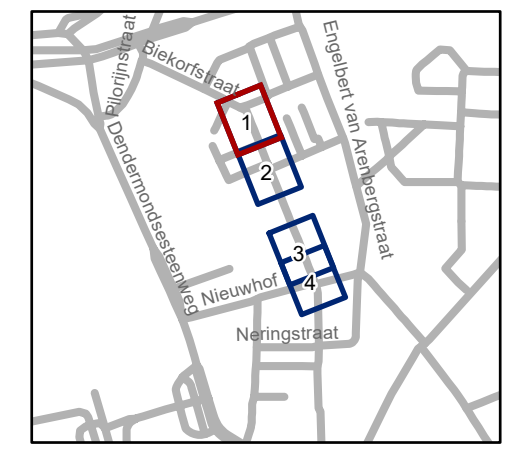 Pilorijnstraat
Biekorfstraat
Engelbert van Arenbergstraat
Dendermondsesteenweg
1
2
3
4
Nieuwhof
Neringstraat